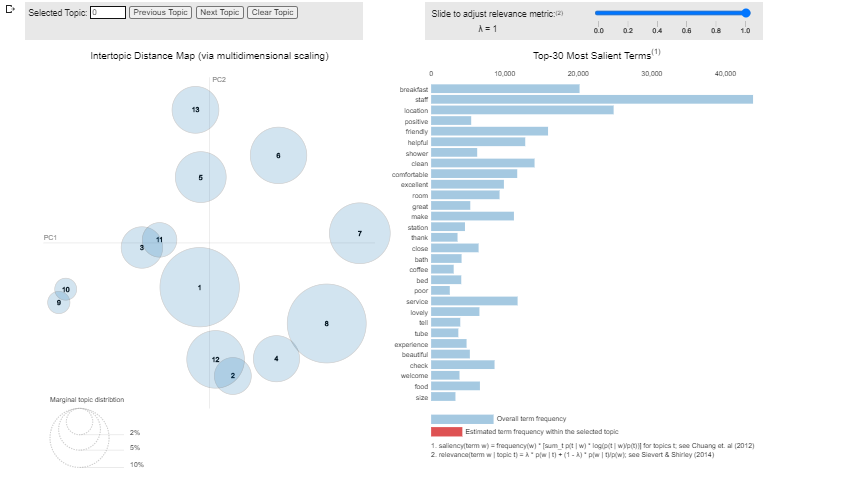 Selected Topic: 0 Previous Topic Next Topic Clear Topic
Slide to adjust relevance metric:(2)
λ = 1
0.0 0.2 0.4 0.6 0.8 1.0
Intertopic Distance Map (via multidimensional scaling)
PC2
PC1
13
6
5
7
11
3
1
10
9
8
12
4
2
Marginal topic distribtion
2%
5%
10%
Top-30 Most Salient Terms(1)
0 10,000 20,000 30,000 40,000
breakfast
staff
location
positive
friendly
helpful
shower
clean
comfortable
excellent
room
great
make
station
thank
close
bath
coffee
bed
poor
service
lovely
tell
tube
experience
beautiful
check
welcome
food
size
Overall term frequency
Estimated term frequency within the selected topic
1. saliency(term w) = frequency(w) * [sum_t p(t | w) * log(p(t | w)/p(t))] for topics t; see Chuang et. al (2012)
2. relevance(term w | topic t) = λ * p(w | t) + (1 - λ) * p(w | t)/p(w); see Sievert & Shirley (2014)